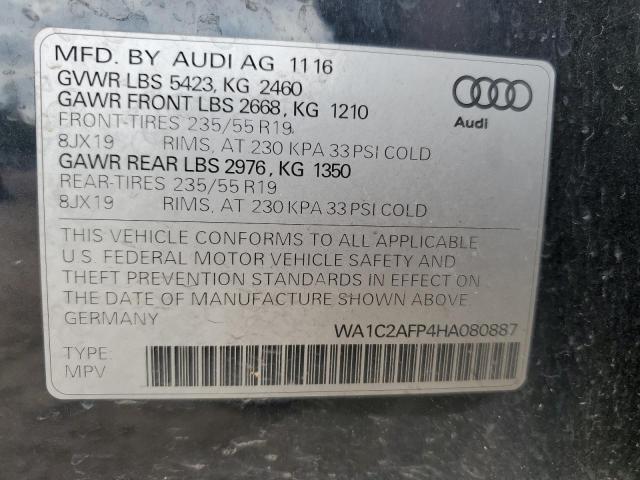 MFD. BY AUDI AG 11 16
GVWR LBS 5423, KG 2460
GAWR FRONT LBS 2668, KG 1210
FRONT-TIRES 235/55 R19
8JX19 RIMS, AT 230 KPA 33 PSI COLD
GAWR REAR LBS 2976, KG 1350
REAR-TIRES 235/55 R19
8JX19 RIMS, AT 230 KPA 33 PSI COLD
Audi
THIS VEHICLE CONFORMS TO ALL APPLICABLE
U.S. FEDERAL MOTOR VEHICLE SAFETY AND
THEFT PREVENTION STANDARDS IN EFFECT ON
THE DATE OF MANUFACTURE SHOWN ABOVE.
GERMANY
WA1C2AFP4HA080887
TYPE:
MPV